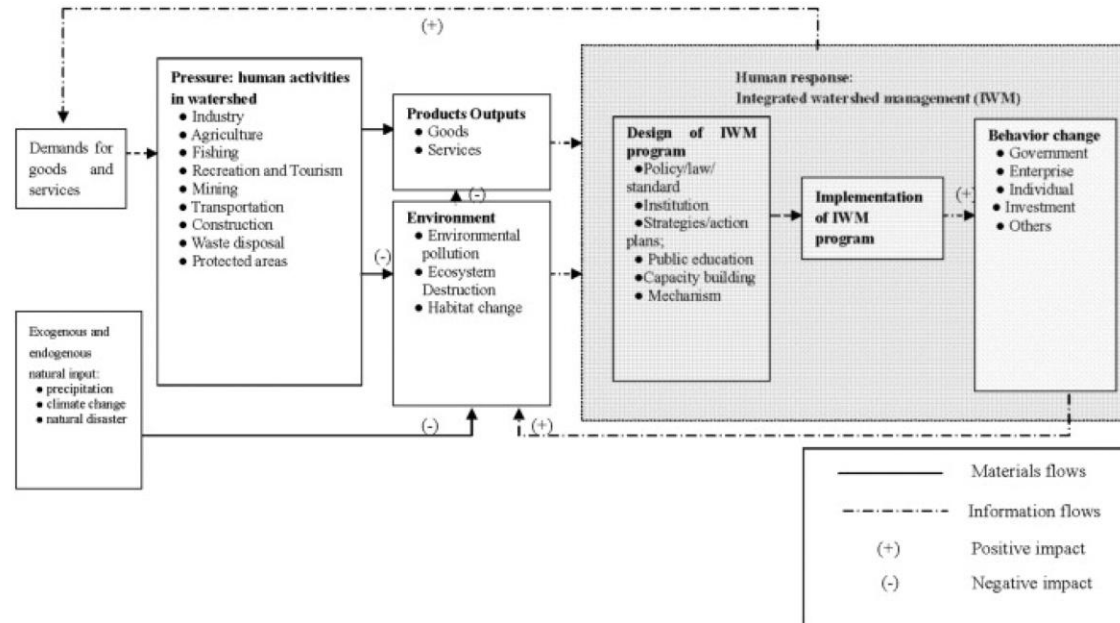 (+)
Pressure: human activities
in watershed
● Industry
● Agriculture
● Fishing
● Recreation and Tourism
● Mining
● Transportation
● Construction
● Waste disposal
● Protected areas
Demands for
goods and
services
Exogenous and
endogenous
natural input:
● precipitation
● climate change
● natural disaster
Products Outputs
● Goods
● Services
(-)
Environment
● Environmental
pollution
● Ecosystem
Destruction
● Habitat change
(-)
(-)
(+)
Human response:
Integrated watershed management (IWM)
Design of IWM
program
●Policy/law/
standard
●Institution
●Strategies/action
plans;
● Public education
●Capacity building
● Mechanism
Implementation
of IWM
program
(+)
Behavior change
● Government
● Enterprise
● Individual
● Investment
● Others
Materials flows
Information flows
(+) Positive impact
(-) Negative impact